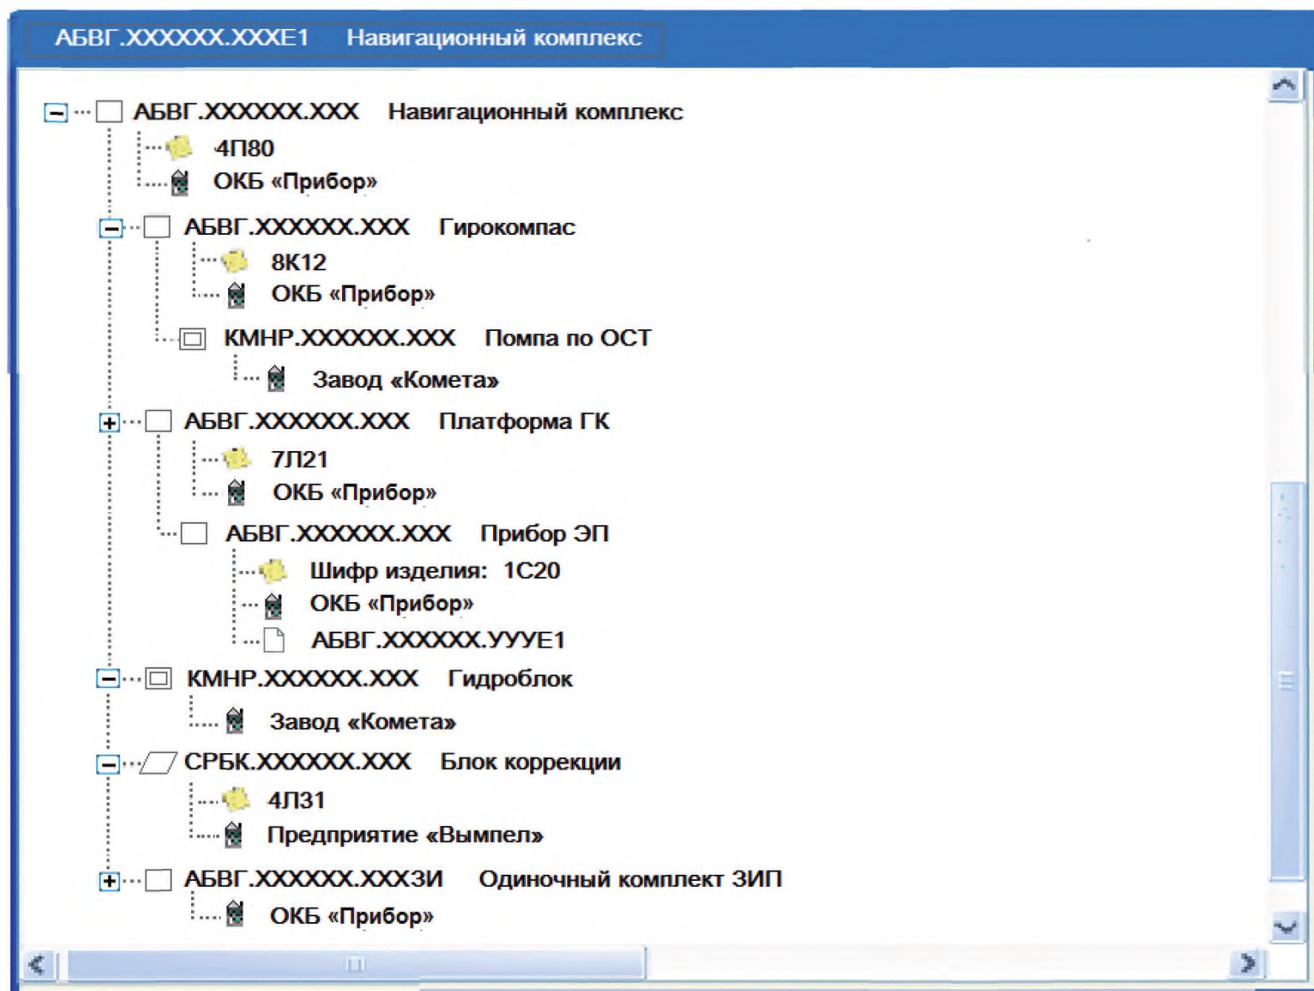 АБВГ.XXXXXX.XXXЕ1 Навигационный комплекс
АБВГ.XXXXXX.XXX Навигационный комплекс
4П80
ОКБ «Прибор»
АБВГ.XXXXXX.XXX Гирокомпас
8К12
ОКБ «Прибор»
КМНР.XXXXXX.XXX Помпа по ОСТ
Завод «Комета»
АБВГ.XXXXXX.XXX Платформа ГК
7Л21
ОКБ «Прибор»
АБВГ.XXXXXX.XXX Прибор ЭП
Шифр изделия: 1С20
ОКБ «Прибор»
АБВГ.XXXXXX.УУУЕ1
КМНР.XXXXXX.XXX Гидроблок
Завод «Комета»
СРБК.XXXXXX.XXX Блок коррекции
4Л31
Предприятие «Вымпел»
АБВГ.XXXXXX.XXXЗИ Одиночный комплект ЗИП
ОКБ «Прибор»